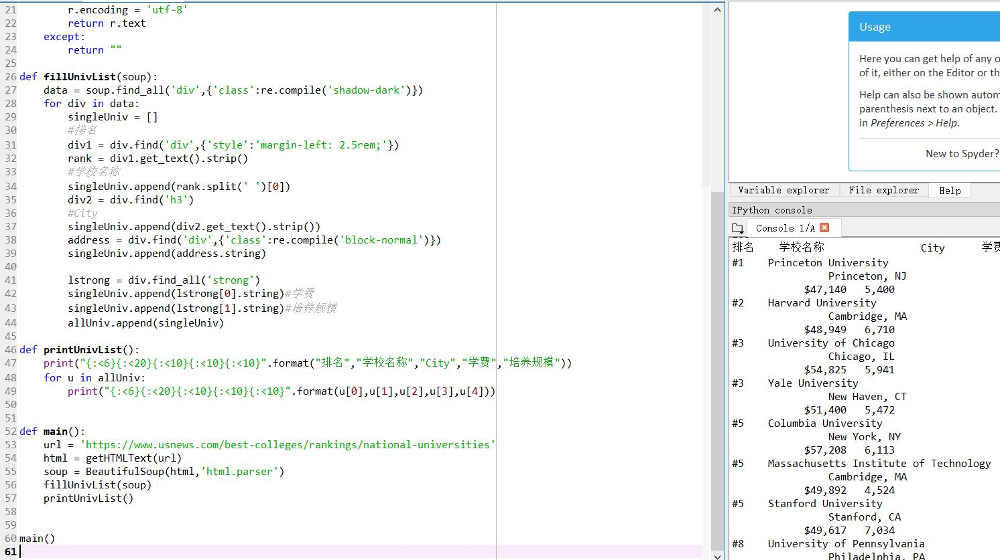 21 r.encoding = 'utf-8'
22 return r.text
23 except:
24 return ""
25
26 def fillUnivList(soup):
27 data = soup.find_all('div',{'class':re.compile('shadow-dark')})
28 for div in data:
29 singleUniv = []
30 #排名
31 div1 = div.find('div',{'style':'margin-left: 2.5rem;'})
32 rank = div1.get_text().strip()
33 #学校名称
34 singleUniv.append(rank.split(' ')[0])
35 div2 = div.find('h3')
36 #City
37 singleUniv.append(div2.get_text().strip())
38 address = div.find('div',{'class':re.compile('block-normal')})
39 singleUniv.append(address.string)
40
41 lstrong = div.find_all('strong')
42 singleUniv.append(lstrong[0].string)#学费
43 singleUniv.append(lstrong[1].string)#培养规模
44 allUniv.append(singleUniv)
45
46 def printUnivList():
47 print("{:<6}{:<20}{:<10}{:<10}{:<10}".format("排名","学校名称","City","学费","培养规模"))
48 for u in allUniv:
49 print("{:<6}{:<20}{:<10}{:<10}{:<10}".format(u[0],u[1],u[2],u[3],u[4]))
50
51
52 def main():
53 url = 'https://www.usnews.com/best-colleges/rankings/national-universities'
54 html = getHTMLText(url)
55 soup = BeautifulSoup(html,'html.parser')
56 fillUnivList(soup)
57 printUnivList()
58
59
60 main()
61
Usage
Here you can get help of any o
of it, either on the Editor or th
Help can also be shown autom
parenthesis next to an object.
in Preferences > Help.
New to Spyder?
Variable explorer File explorer Help
IPython console
Console 1/A
排名 学校名称 City 学费
#1 Princeton University
Princeton, NJ
$47,140 5,400
#2 Harvard University
Cambridge, MA
$48,949 6,710
#3 University of Chicago
Chicago, IL
$54,825 5,941
#3 Yale University
New Haven, CT
$51,400 5,472
#5 Columbia University
New York, NY
$57,208 6,113
#5 Massachusetts Institute of Technology
Cambridge, MA
$49,892 4,524
#5 Stanford University
Stanford, CA
$49,617 7,034
#8 University of Pennsylvania
Philadelphia, PA